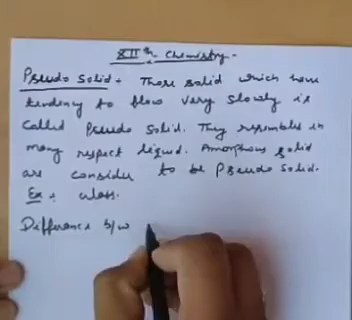 XIIth Chemistry.
Pseudo Solid → Those solid which have
tendency to flow very slowly is
called Pseudo Solid. They resembles in
many respect liquid. Amorphous solid
are consider to be Pseudo Solid.
Ex: Glass.
Difference b/w